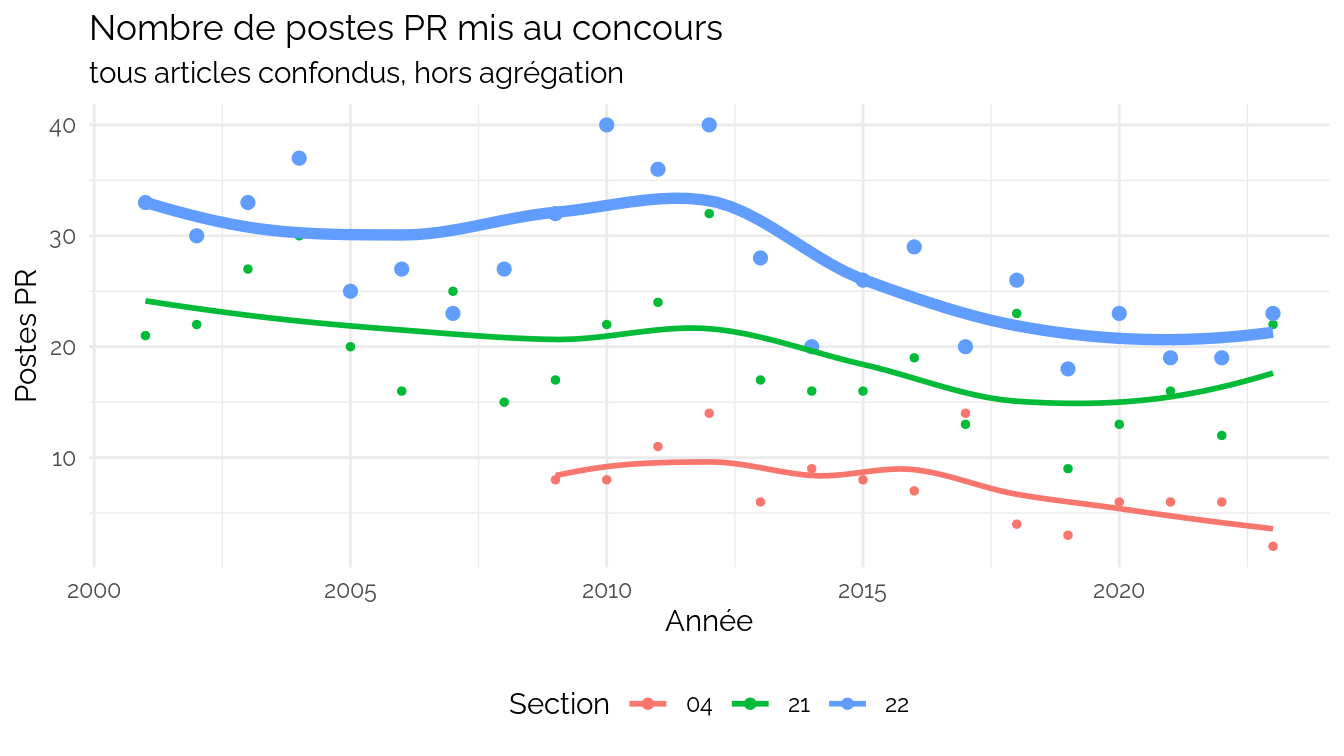 Nombre de postes PR mis au concours
tous articles confondus, hors agrégation
Postes PR
40
30
20
10
2000 2005 2010 2015 2020
Année
Section 04 21 22